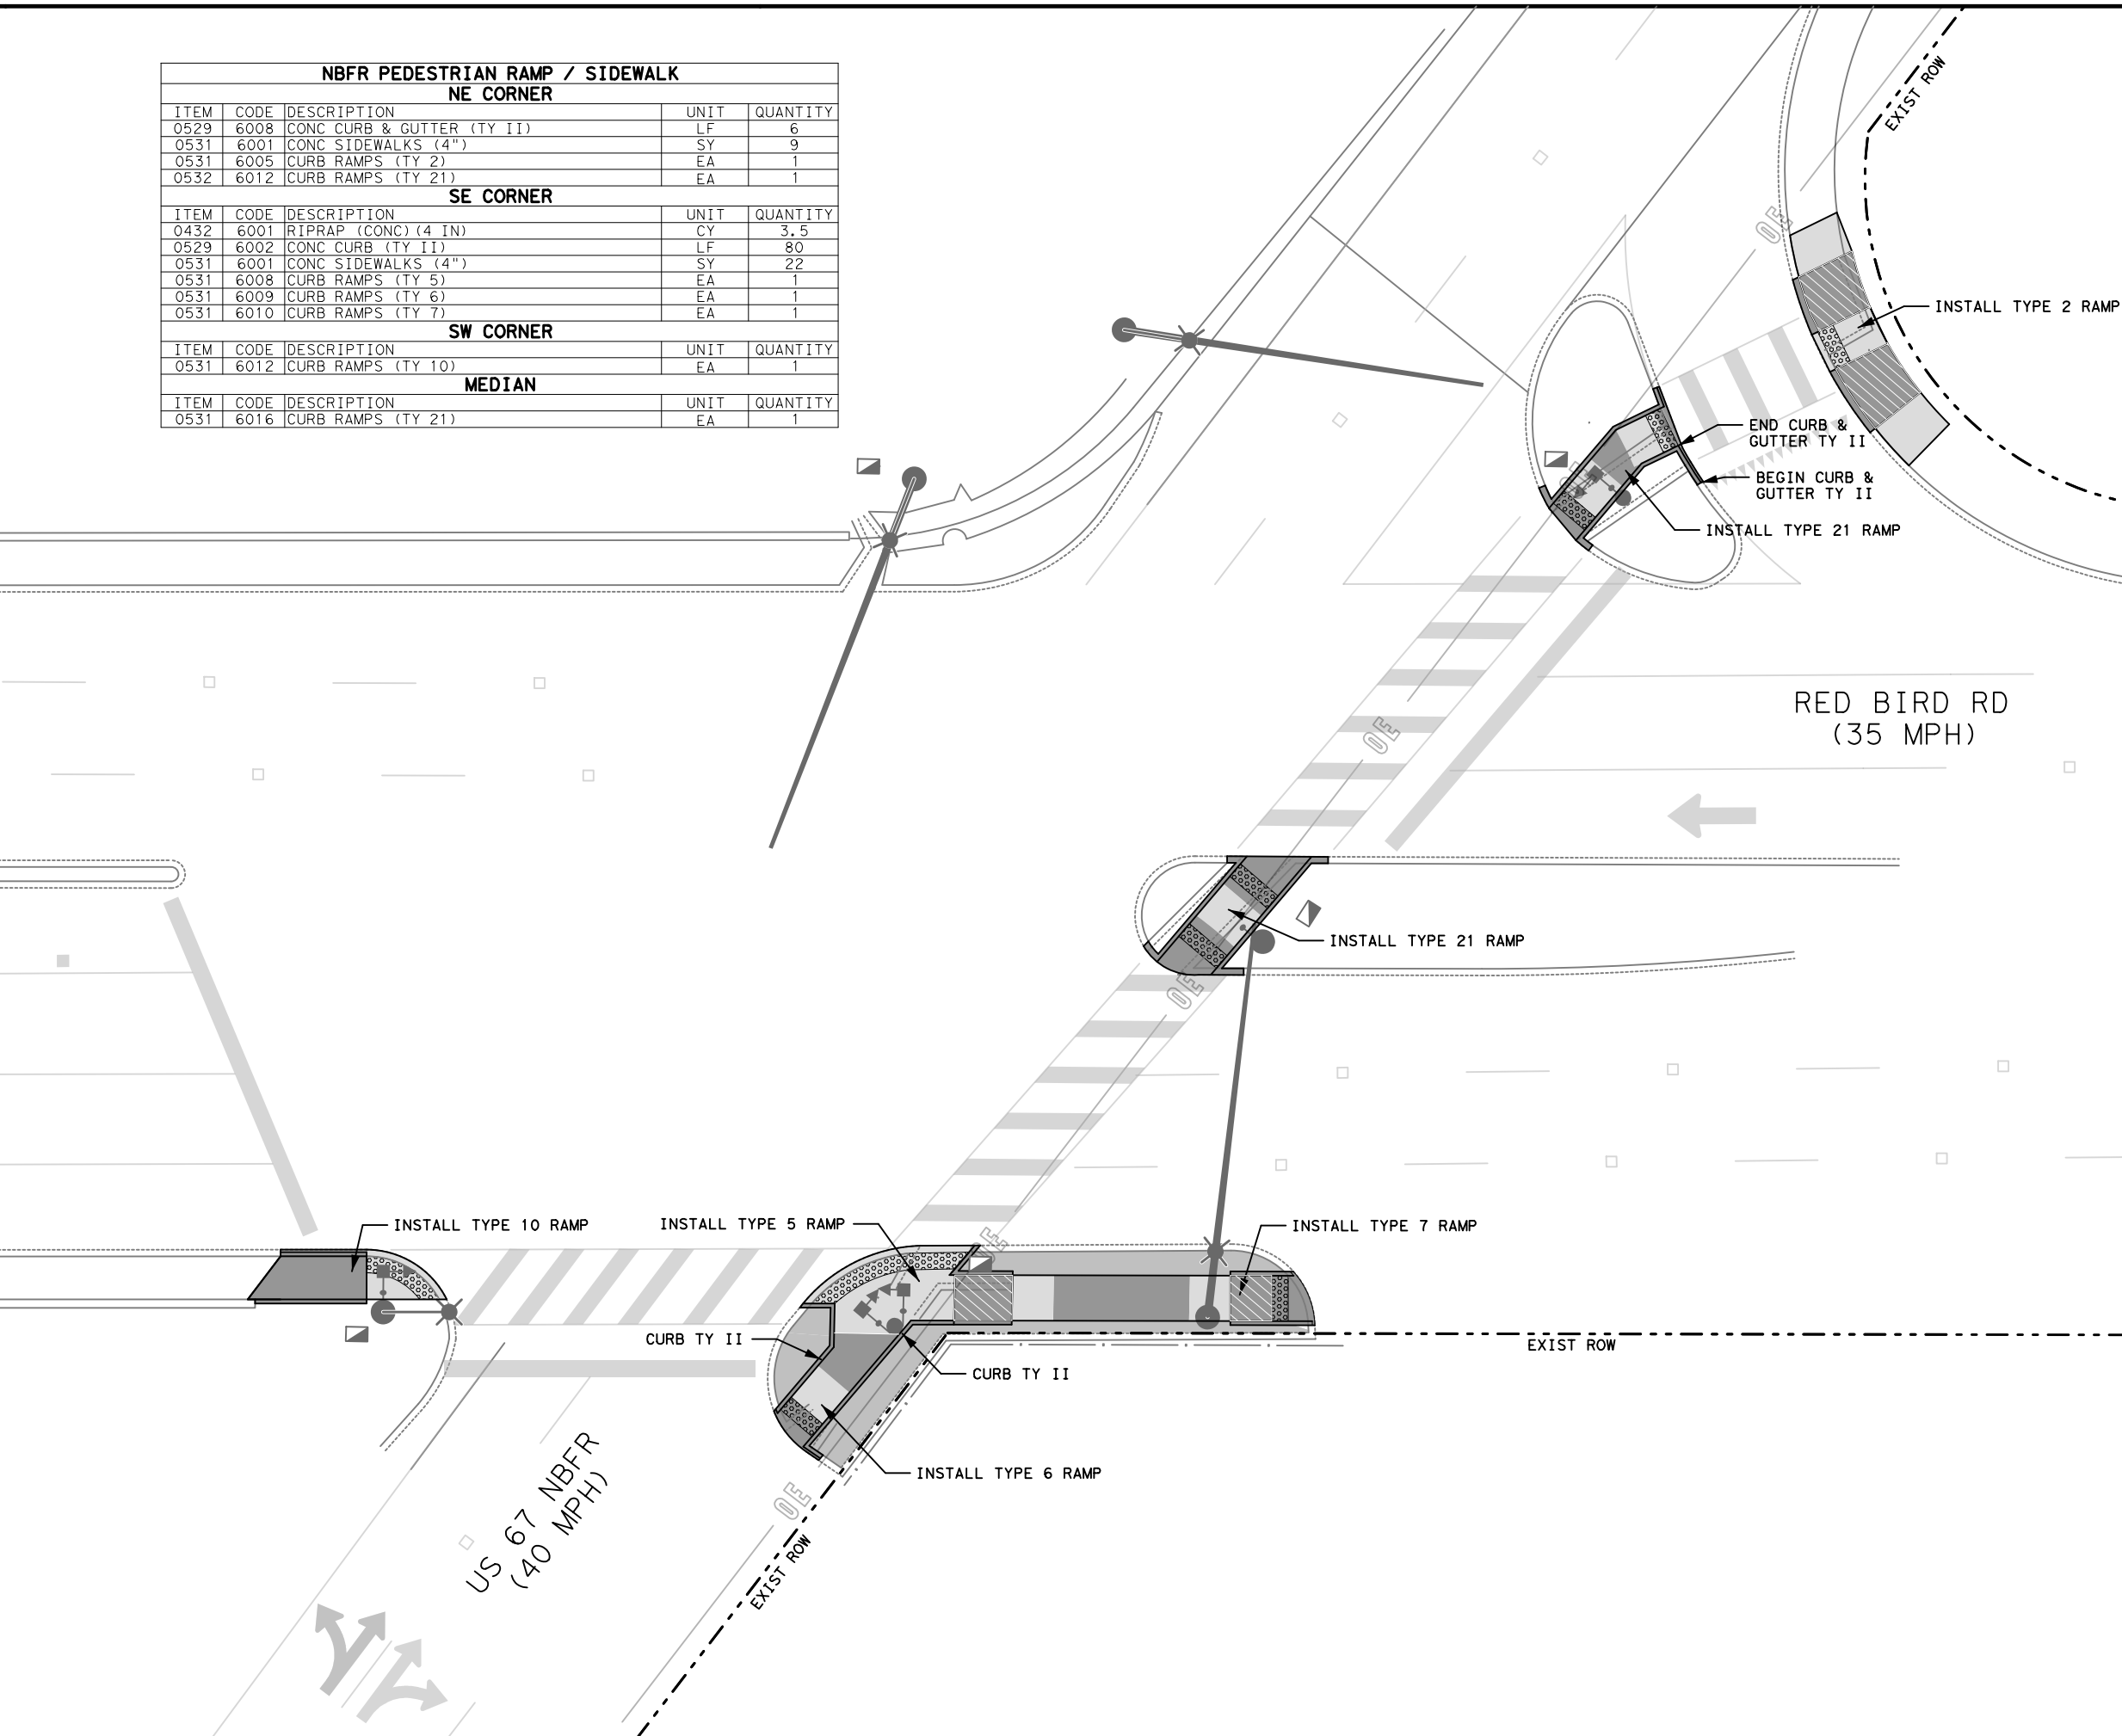 NBFR PEDESTRIAN RAMP / SIDEWALK
NE CORNER
ITEM CODE DESCRIPTION UNIT QUANTITY
0529 6008 CONC CURB & GUTTER (TY II) LF 6
0531 6001 CONC SIDEWALKS (4") SY 9
0531 6005 CURB RAMPS (TY 2) EA 1
0532 6012 CURB RAMPS (TY 21) EA 1
SE CORNER
ITEM CODE DESCRIPTION UNIT QUANTITY
0432 6001 RIPRAP (CONC)(4 IN) CY 3.5
0529 6002 CONC CURB (TY II) LF 80
0531 6001 CONC SIDEWALKS (4") SY 22
0531 6008 CURB RAMPS (TY 5) EA 1
0531 6009 CURB RAMPS (TY 6) EA 1
0531 6010 CURB RAMPS (TY 7) EA 1
SW CORNER
ITEM CODE DESCRIPTION UNIT QUANTITY
0531 6012 CURB RAMPS (TY 10) EA 1
MEDIAN
ITEM CODE DESCRIPTION UNIT QUANTITY
0531 6016 CURB RAMPS (TY 21) EA 1
EXIST ROW
OE
INSTALL TYPE 2 RAMP
END CURB &
GUTTER TY II
BEGIN CURB &
GUTTER TY II
OE
INSTALL TYPE 21 RAMP
RED BIRD RD
(35 MPH)
OE
INSTALL TYPE 21 RAMP
OE
INSTALL TYPE 10 RAMP
INSTALL TYPE 5 RAMP
INSTALL TYPE 7 RAMP
OE
CURB TY II
EXIST ROW
CURB TY II
INSTALL TYPE 6 RAMP
US 67 NBFR
(40 MPH)
OE
EXIST ROW